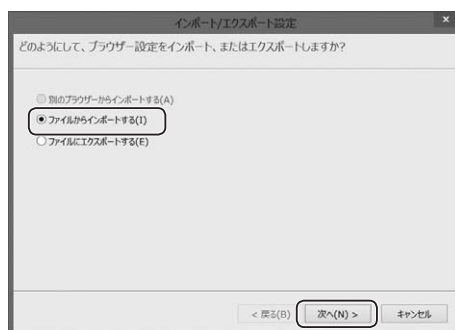 インポート/エクスポート設定
×
どのようにして、ブラウザー設定をインポート、またはエクスポートしますか?
別のブラウザーからインポートする(A)
ファイルからインポートする(I)
ファイルにエクスポートする(E)
< 戻る(B) 次へ(N) > キャンセル